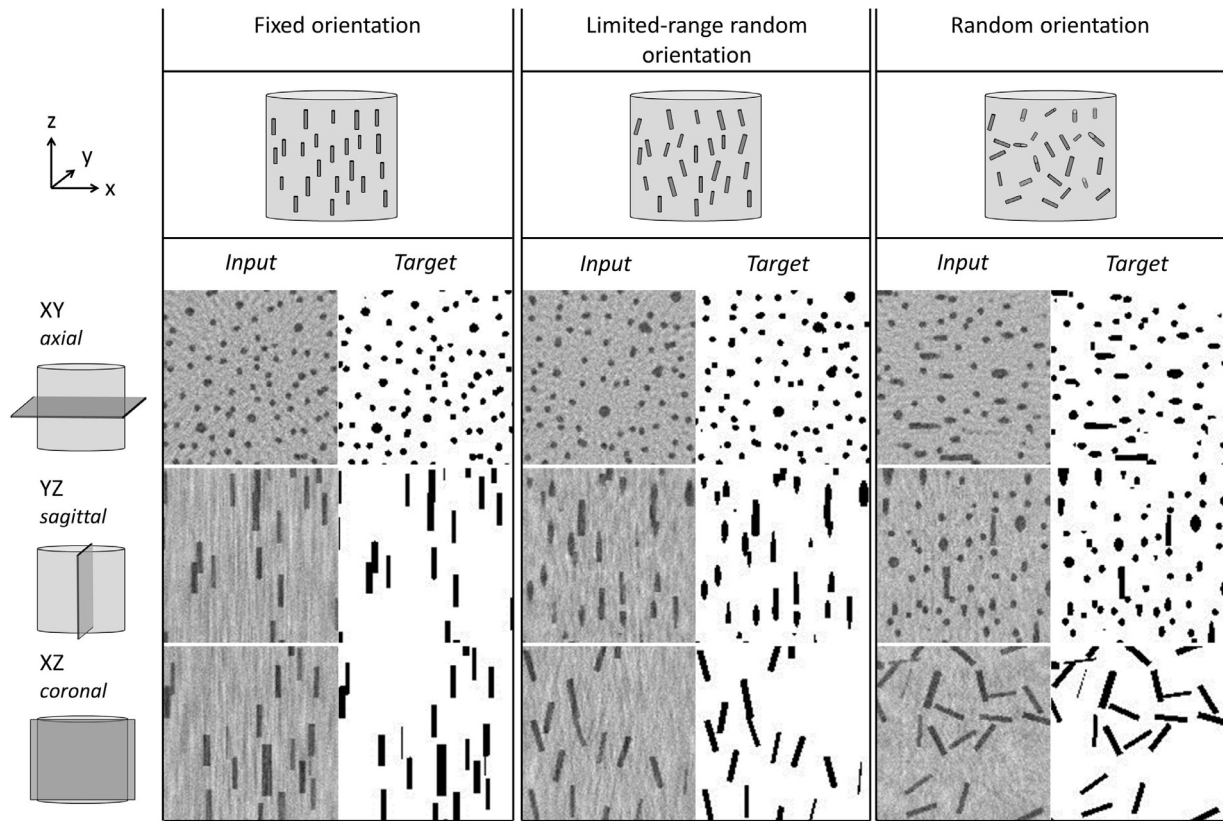 Fixed orientation
Limited-range random
orientation
Random orientation
z
y
x
Input
Target
Input
Target
Input
Target
XY
axial
YZ
sagittal
XZ
coronal